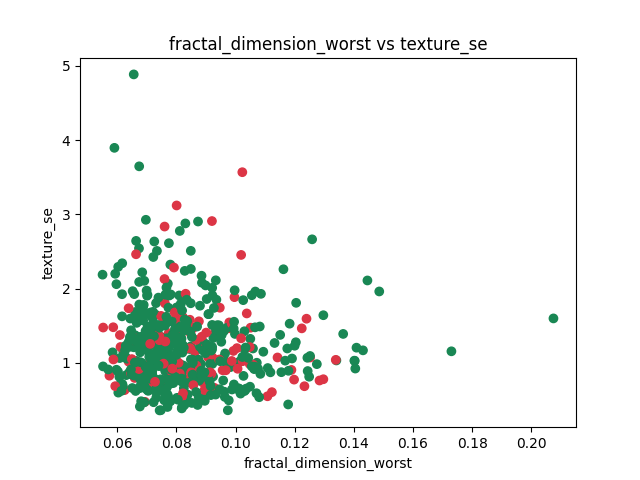 fractal_dimension_worst vs texture_se
5
4
3
2
1
texture_se
0.06 0.08 0.10 0.12 0.14 0.16 0.18 0.20
fractal_dimension_worst